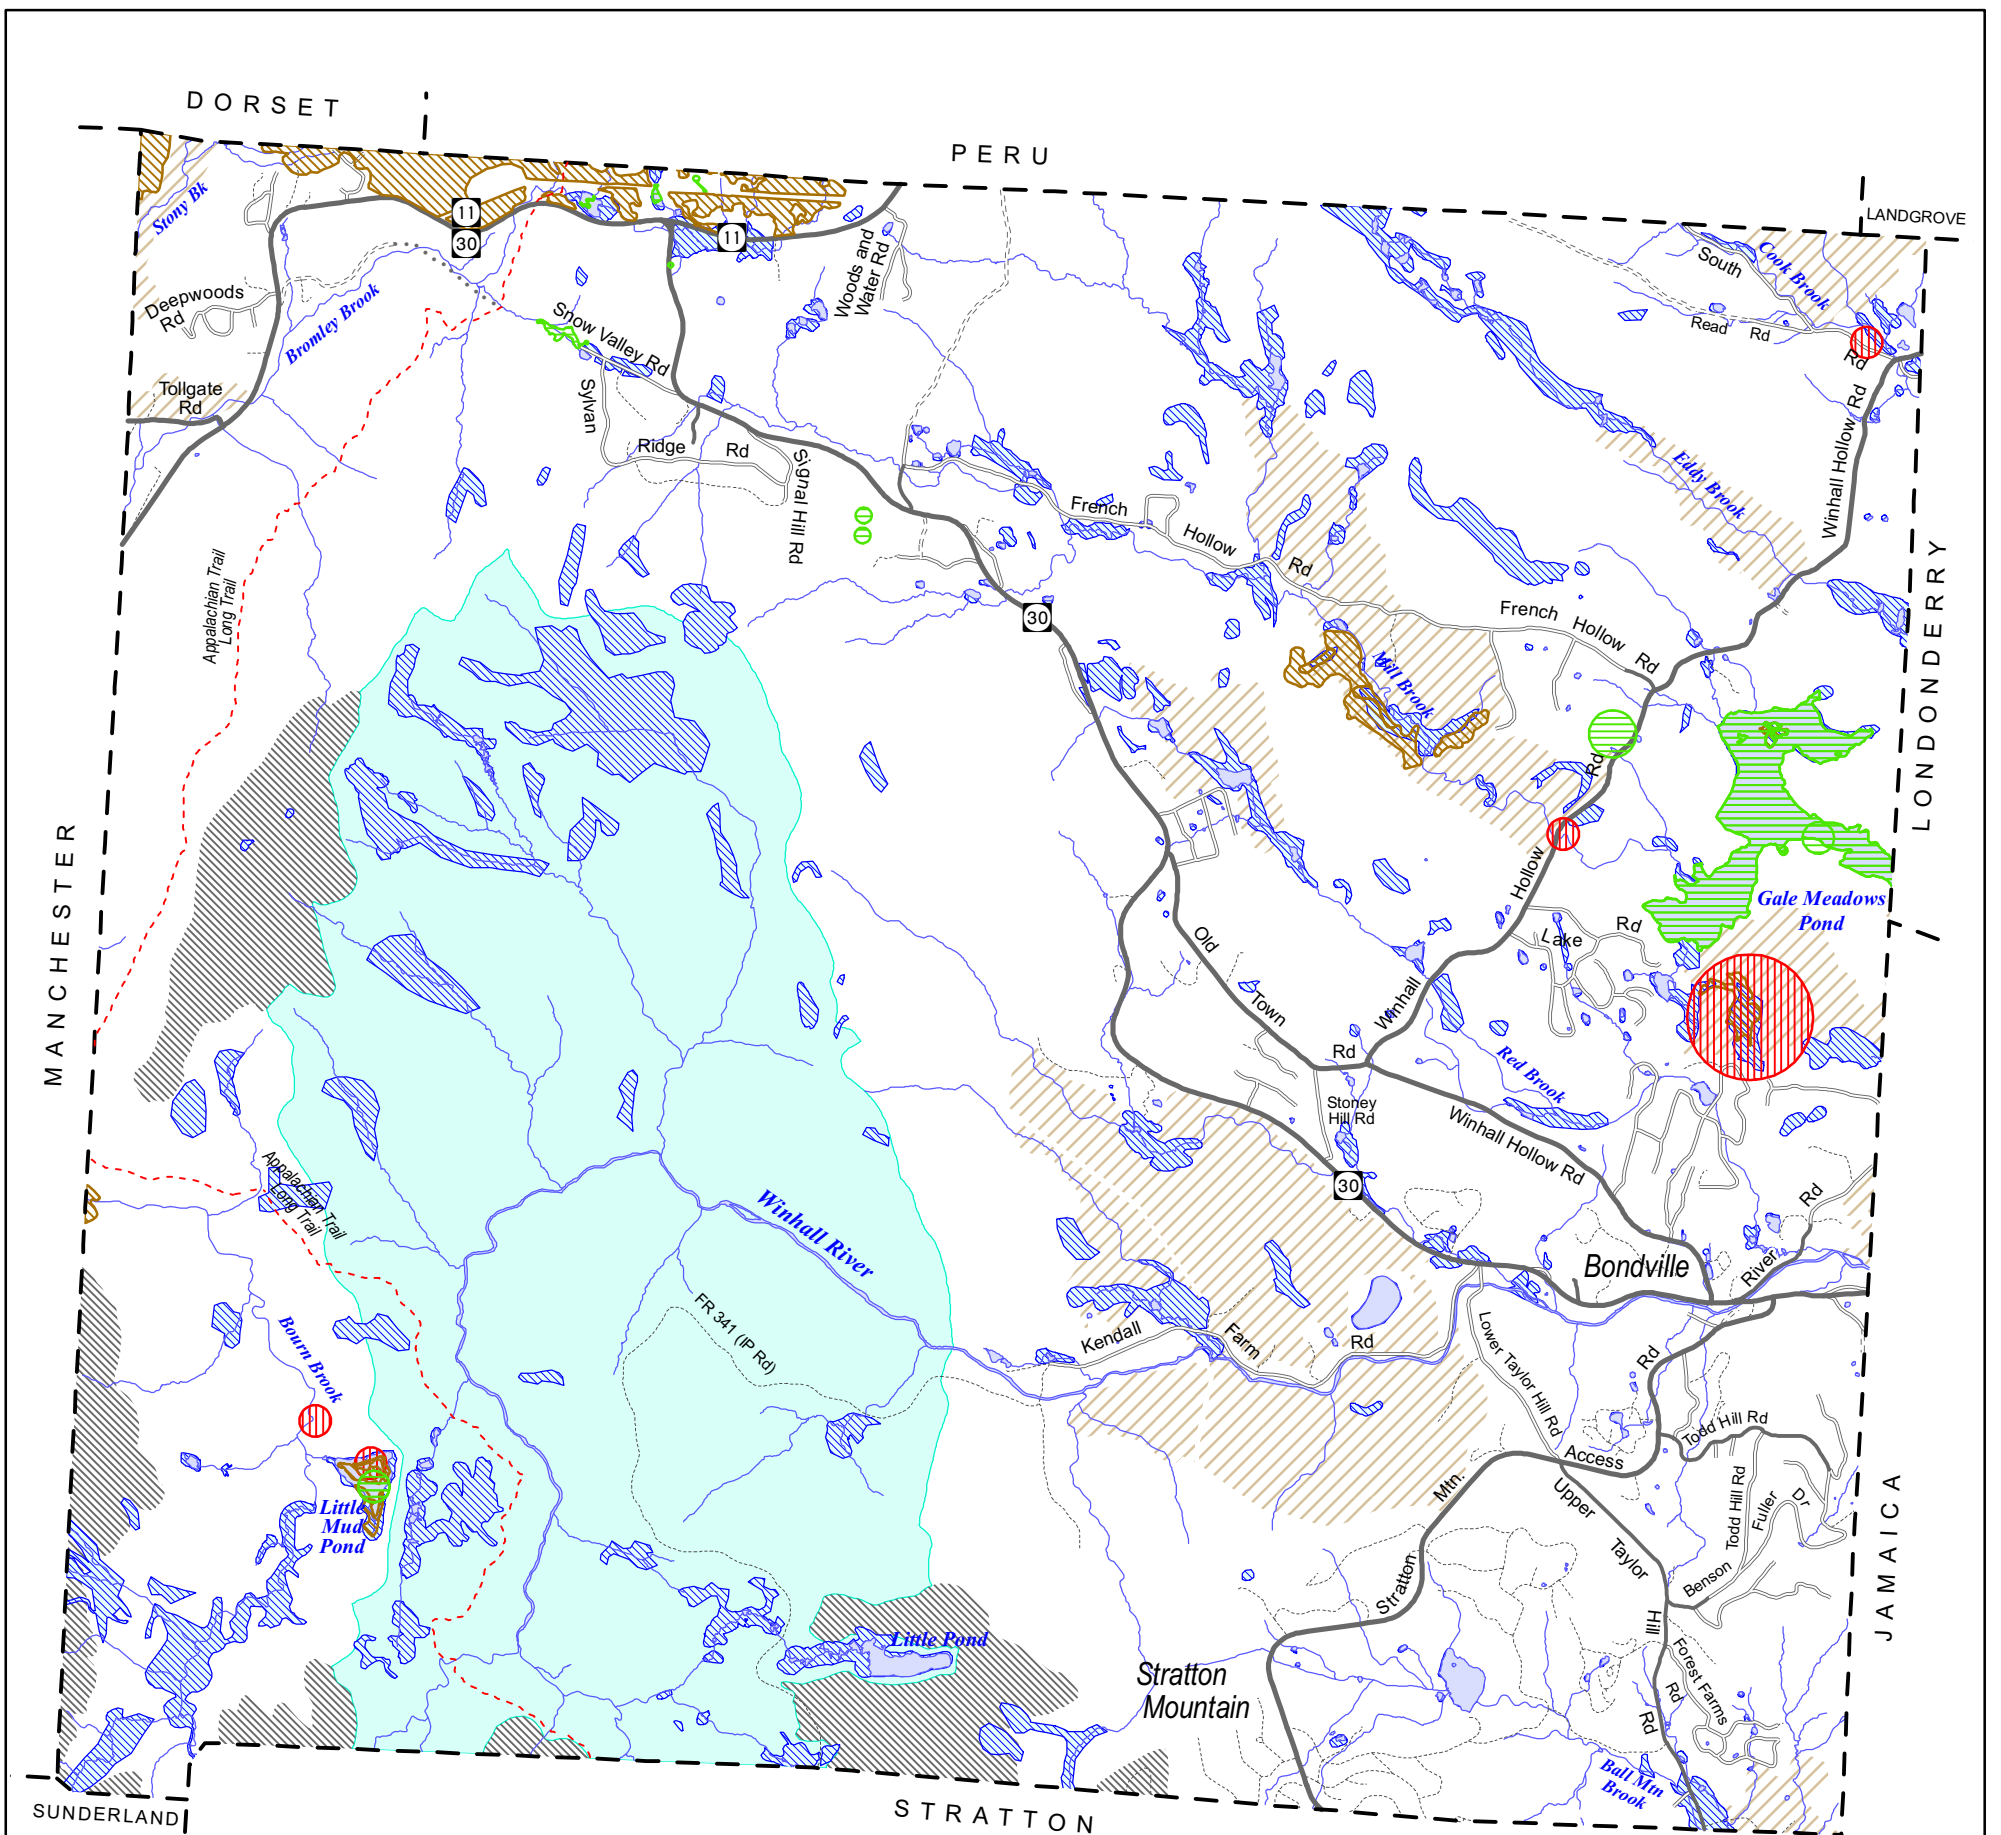 DORSET
PERU
LANDGROVE
Stony Bk
11
30
11
Woods and
Water Rd
South
Cook Brook
Read Rd
Rd
Deepwoods
Rd
Bromley Brook
Snow Valley Rd
Tollgate
Rd
Sylvan
Ridge Rd
Signal Hill Rd
Winhall Hollow Rd
Eddy Brook
French
Hollow
Rd
Appalachian Trail
Long Trail
30
French Hollow Rd
LONDONDERRY
Mill Brook
Rd
Hollow
MANCHESTER
Gale Meadows
Pond
Lake Rd
Old
Town
Rd
Winhall
Red Brook
Stoney
Hill Rd
Winhall Hollow Rd
Appalachian Trail
Long Trail
30
Winhall River
Rd
River
Bondville
FR 341 (IP Rd)
Kendall
Farm
Rd
Lower Taylor Hill Rd
Rd
Bourn Brook
Todd Hill Rd
Access
Mtn.
Stratton
Upper
Taylor
Hill
Rd
Todd Hill Rd
Fuller
Dr
Benson
JAMAICA
Little
Mud
Pond
Little Pond
Stratton
Mountain
Forest Farms
Rd
Ball Mtn
Brook
SUNDERLAND
STRATTON